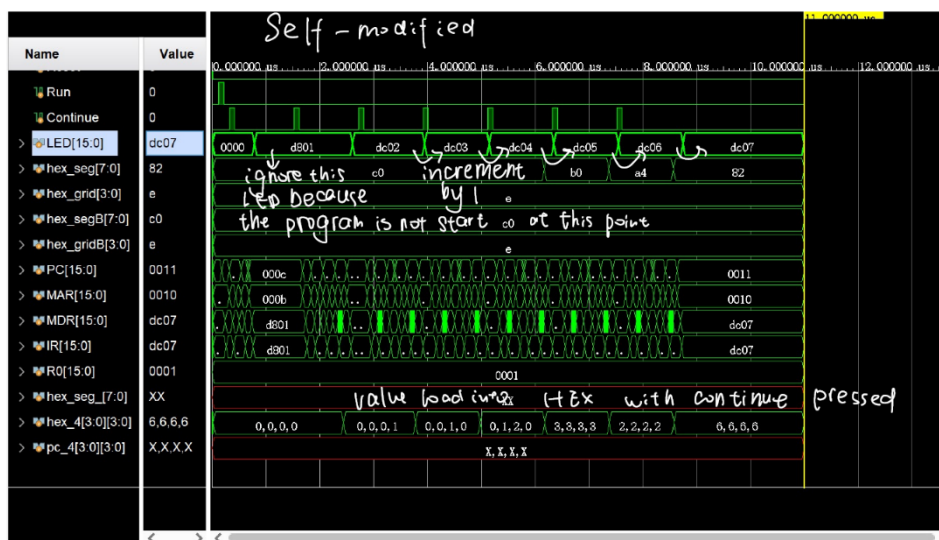 Self-modified
11.000000 us
Name Value
0.000000 us 2.000000 us 4.000000 us 6.000000 us 8.000000 us 10.000000 us 12.000000 us
Run 0
Continue 0
LED[15:0] dc07 0000 d801 dc02 dc03 dc04 dc05 dc06 dc07
hex_seg[7:0] 82 c0 b0 a4 82
ignore this increment
hex_grid[3:0] e e
LED because by 1
hex_segB[7:0] c0 c0
the program is not start at this point
hex_gridB[3:0] e e
PC[15:0] 0011 000c 0011
MAR[15:0] 0010 000b 0010
MDR[15:0] dc07 d801 dc07
IR[15:0] dc07 d801 dc07
R0[15:0] 0001 0001
hex_seg_[7:0] XX XX
value load into HEX with continue pressed
hex_4[3:0][3:0] 6,6,6,6 0,0,0,0 0,0,0,1 0,0,1,0 0,1,2,0 3,3,3,3 2,2,2,2 6,6,6,6
pc_4[3:0][3:0] X,X,X,X X,X,X,X